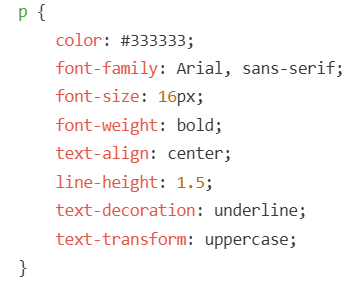 p {
    color: #333333;
    font-family: Arial, sans-serif;
    font-size: 16px;
    font-weight: bold;
    text-align: center;
    line-height: 1.5;
    text-decoration: underline;
    text-transform: uppercase;
}